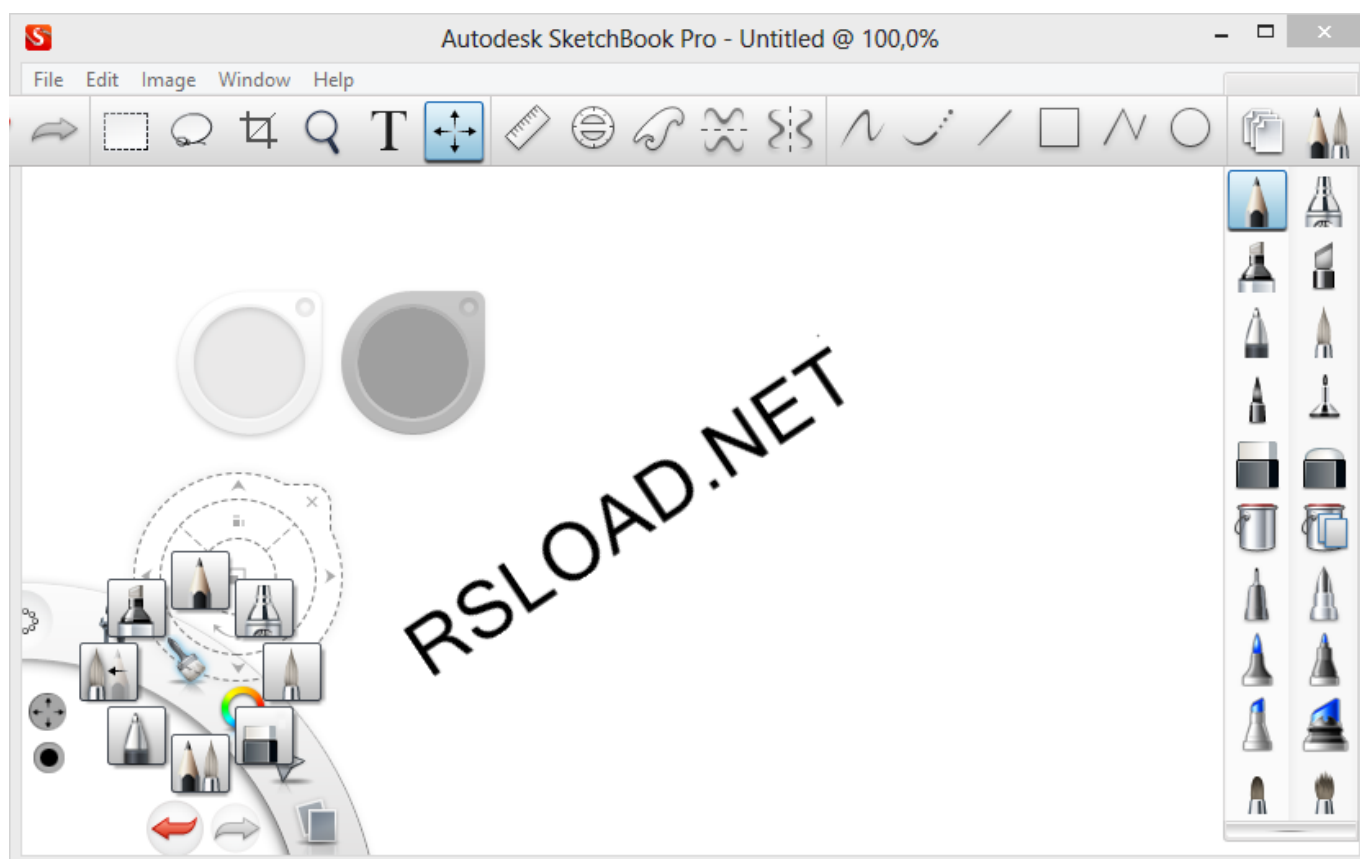 Autodesk SketchBook Pro - Untitled @ 100,0%
File Edit Image Window Help
T
RSLOAD.NET